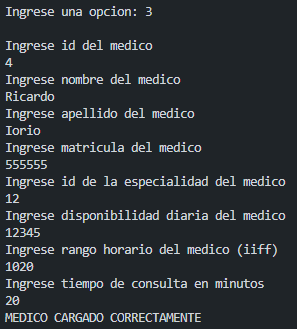 Ingrese una opcion: 3
Ingrese id del medico
4
Ingrese nombre del medico
Ricardo
Ingrese apellido del medico
Iorio
Ingrese matricula del medico
555555
Ingrese id de la especialidad del medico
12
Ingrese disponibilidad diaria del medico
12345
Ingrese rango horario del medico (iiff)
1020
Ingrese tiempo de consulta en minutos
20
MEDICO CARGADO CORRECTAMENTE